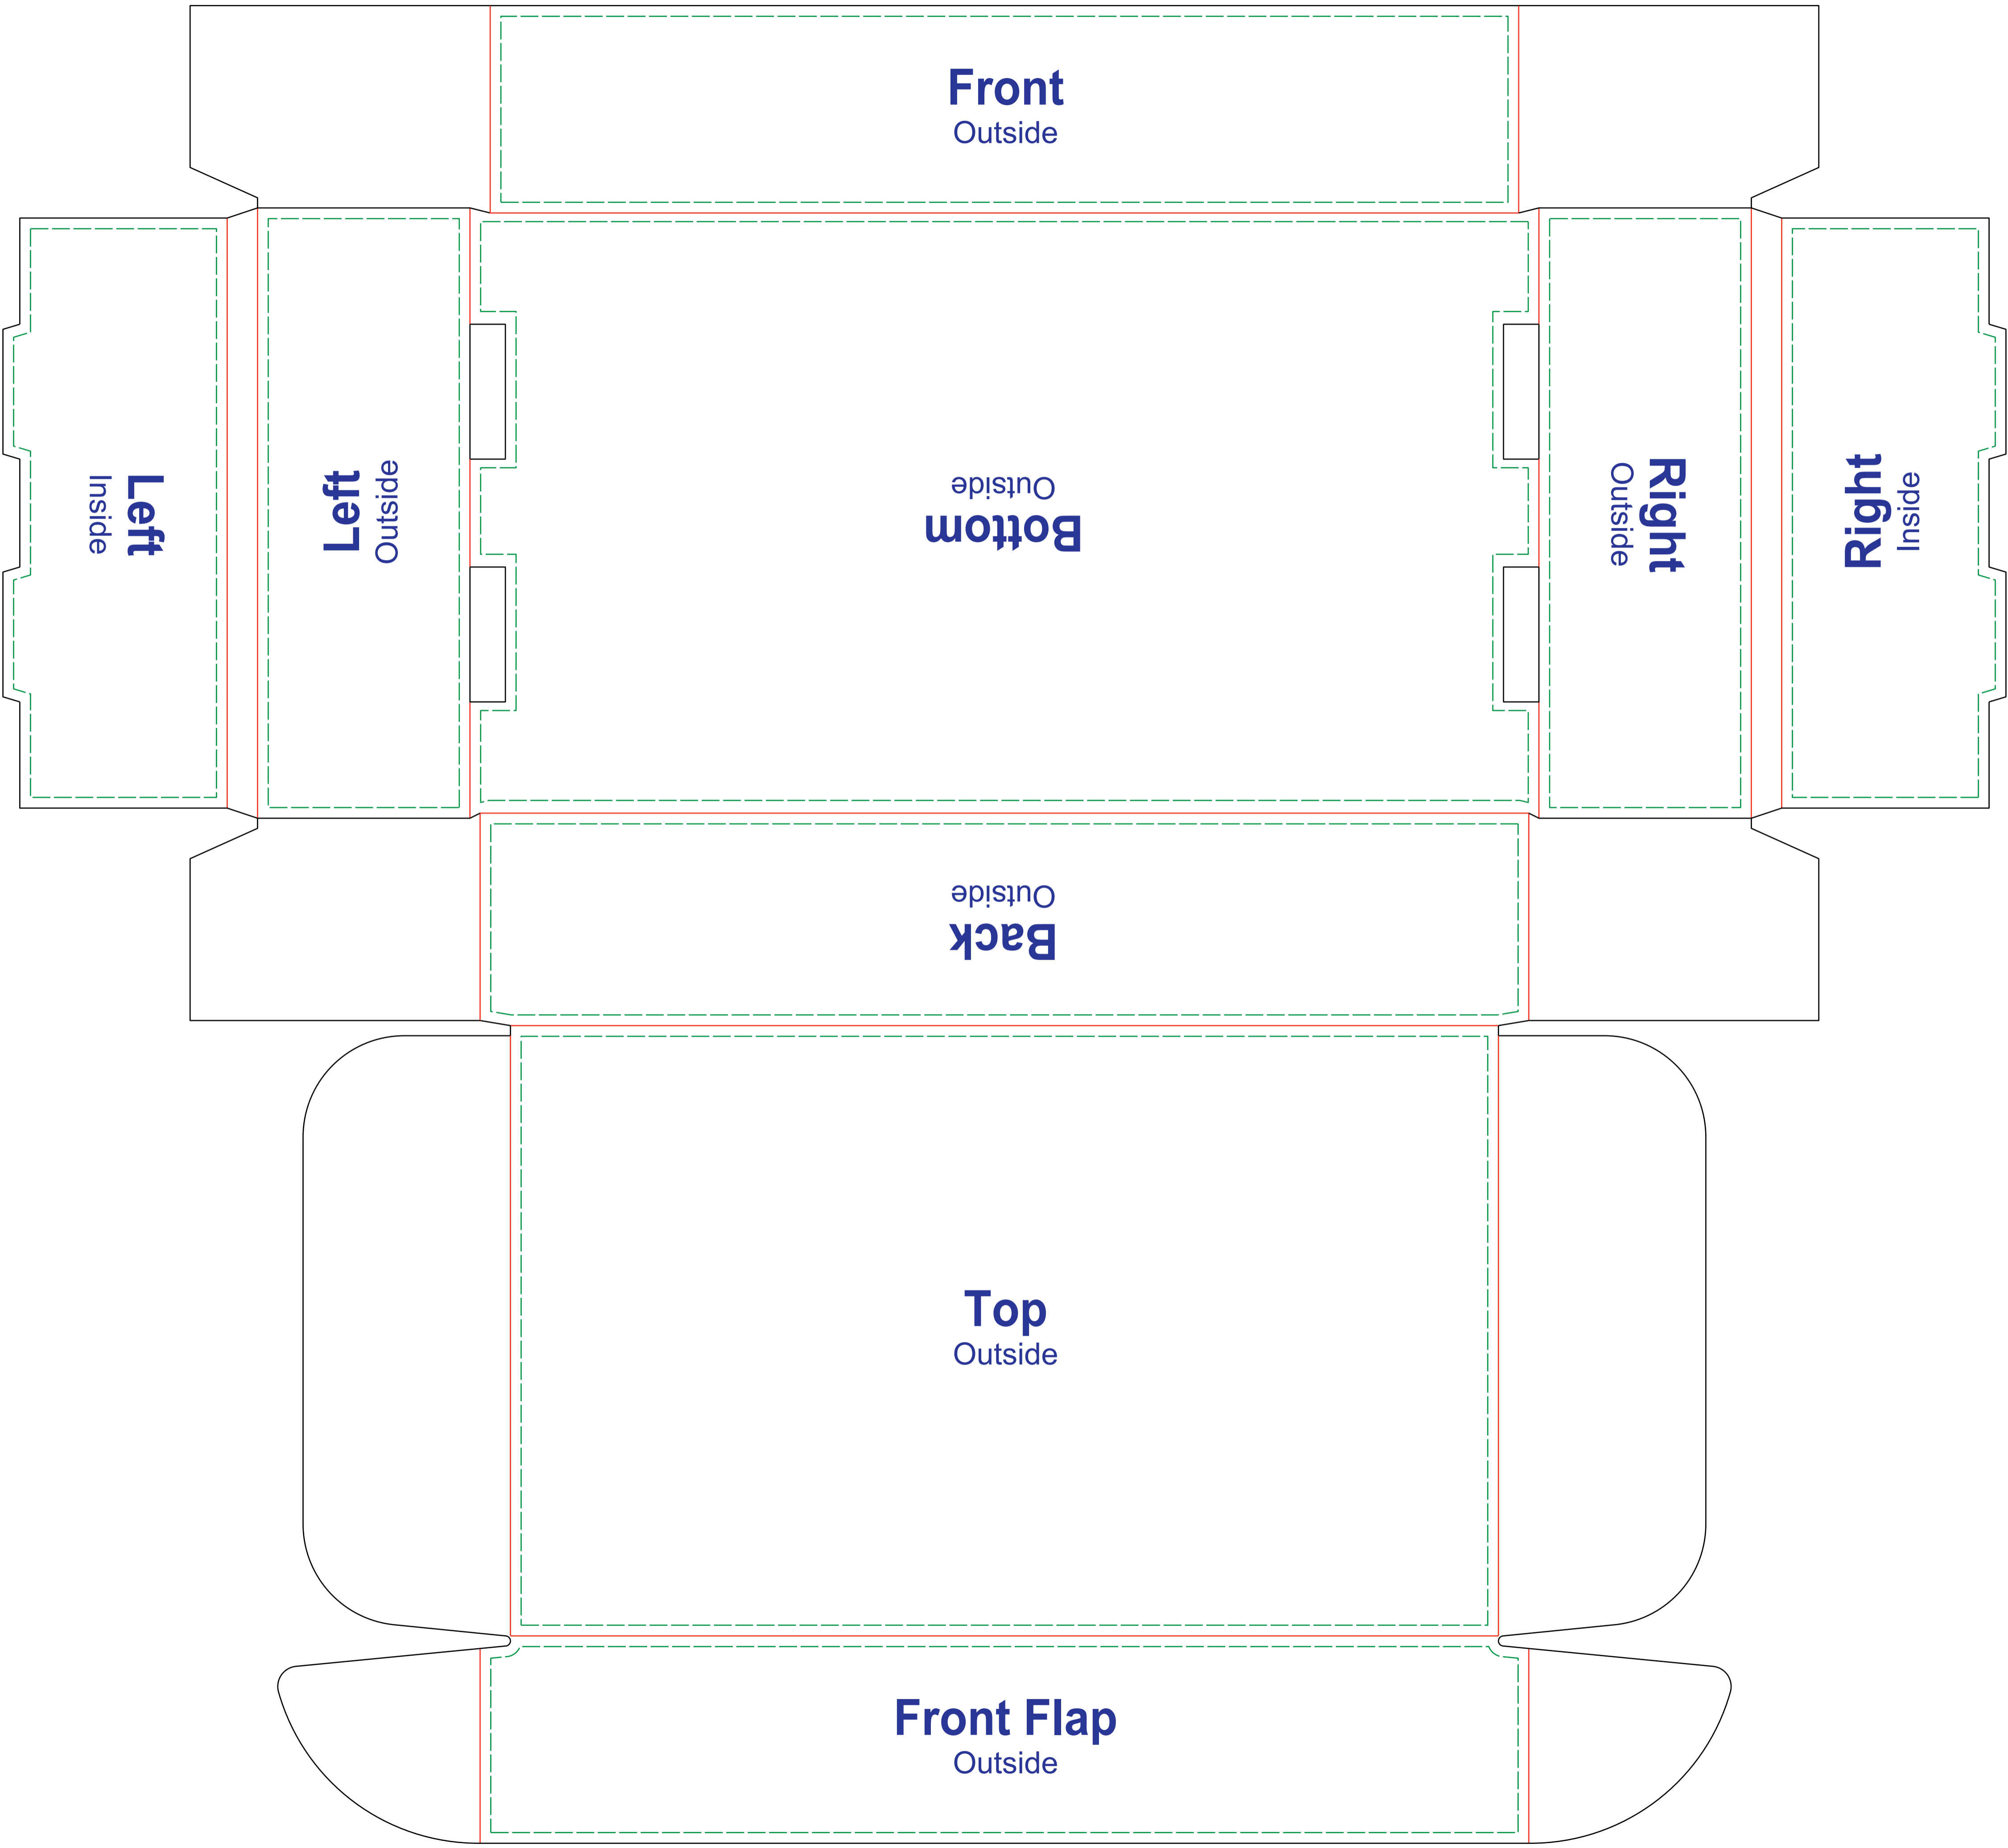 Front
Outside
Left
Inside
Left
Outside
Bottom
Outside
Right
Outside
Right
Inside
Back
Outside
Top
Outside
Front Flap
Outside